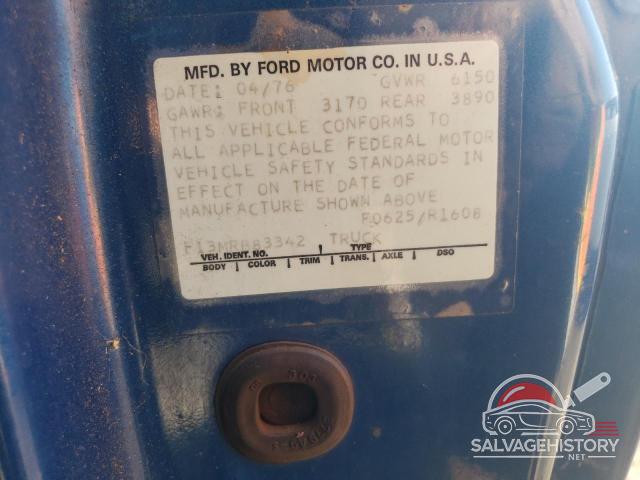 MFD. BY FORD MOTOR CO. IN U.S.A.
DATE: 04/76 GVWR 6150
GAWR: FRONT 3170 REAR 3890
THIS VEHICLE CONFORMS TO
ALL APPLICABLE FEDERAL MOTOR
VEHICLE SAFETY STANDARDS IN
EFFECT ON THE DATE OF
MANUFACTURE SHOWN ABOVE
F0625/R1608
F13MRB83342 TRUCK
VEH. IDENT. NO. TYPE
BODY COLOR TRIM TRANS. AXLE DSO
303
SALVAGEHISTORY
.NET